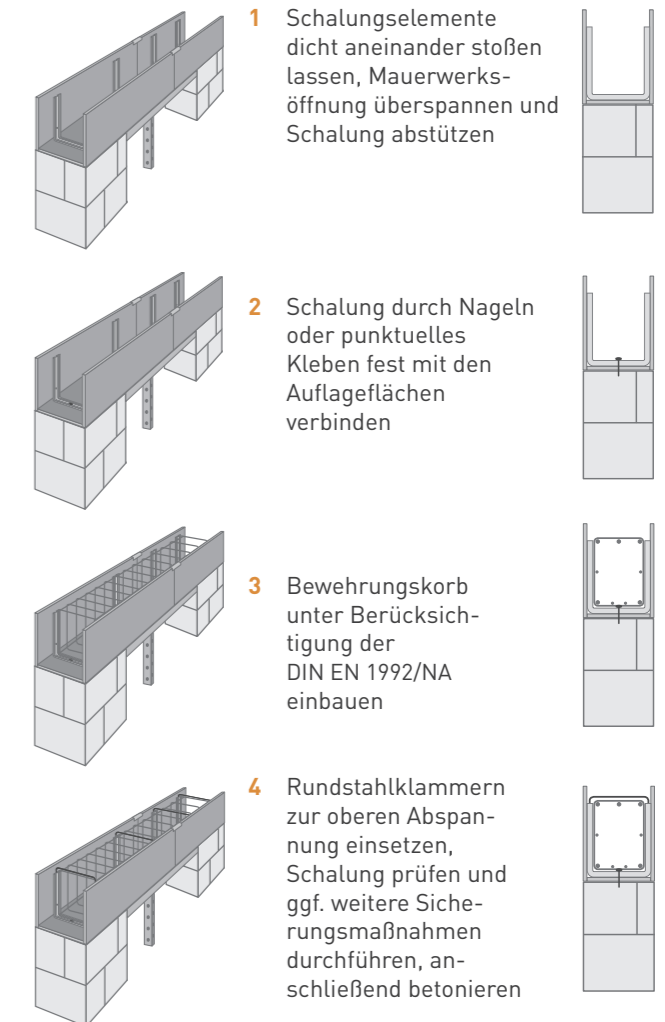 1 Schalungselemente
dicht aneinander stoßen
lassen, Mauerwerks-
öffnung überspannen und
Schalung abstützen
2 Schalung durch Nageln
oder punktuelles
Kleben fest mit den
Auflageflächen
verbinden
3 Bewehrungskorb
unter Berücksich-
tigung der
DIN EN 1992/NA
einbauen
4 Rundstahlklammern
zur oberen Abspan-
nung einsetzen,
Schalung prüfen und
ggf. weitere Siche-
rungsmaßnahmen
durchführen, an-
schließend betonieren